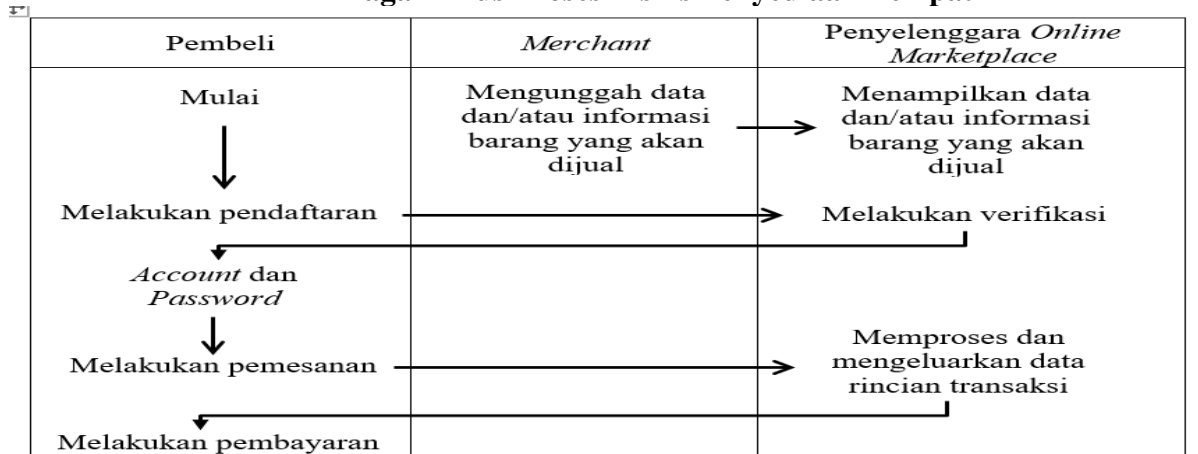 Pembeli
Merchant
Penyelenggara Online
Marketplace
Mulai
Mengunggah data
dan/atau informasi
barang yang akan
dijual
Menampilkan data
dan/atau informasi
barang yang akan
dijual
Melakukan pendaftaran
Melakukan verifikasi
Account dan
Password
Melakukan pemesanan
Memproses dan
mengeluarkan data
rincian transaksi
Melakukan pembayaran